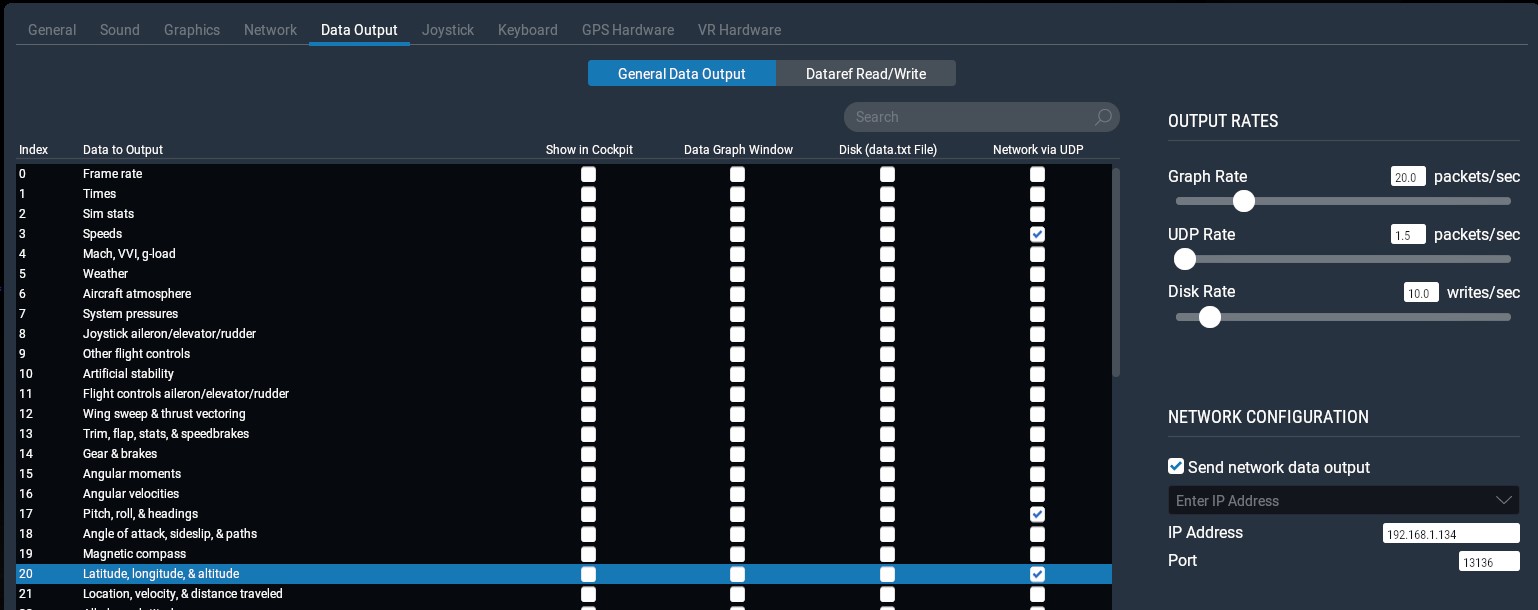 General Sound Graphics Network Data Output Joystick Keyboard GPS Hardware VR Hardware
General Data Output Dataref Read/Write
Search
Index Data to Output Show in Cockpit Data Graph Window Disk (data.txt File) Network via UDP
0 Frame rate
1 Times
2 Sim stats
3 Speeds
4 Mach, VVI, g-load
5 Weather
6 Aircraft atmosphere
7 System pressures
8 Joystick aileron/elevator/rudder
9 Other flight controls
10 Artificial stability
11 Flight controls aileron/elevator/rudder
12 Wing sweep & thrust vectoring
13 Trim, flap, stats, & speedbrakes
14 Gear & brakes
15 Angular moments
16 Angular velocities
17 Pitch, roll, & headings
18 Angle of attack, sideslip, & paths
19 Magnetic compass
20 Latitude, longitude, & altitude
21 Location, velocity, & distance traveled
OUTPUT RATES
Graph Rate 20.0 packets/sec
UDP Rate 1.5 packets/sec
Disk Rate 10.0 writes/sec
NETWORK CONFIGURATION
Send network data output
Enter IP Address
IP Address 192.168.1.134
Port 13136